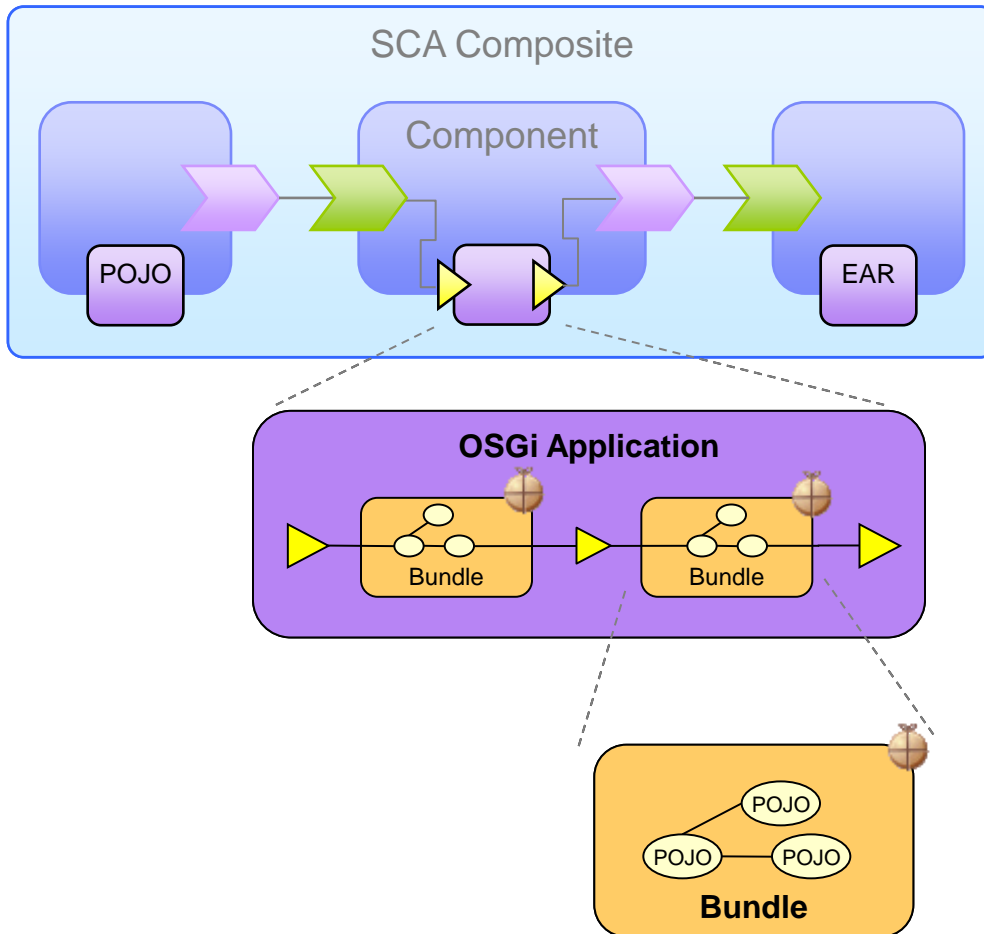 SCA Composite
Component
POJO
EAR
OSGi Application
Bundle
Bundle
POJO
POJO
POJO
Bundle